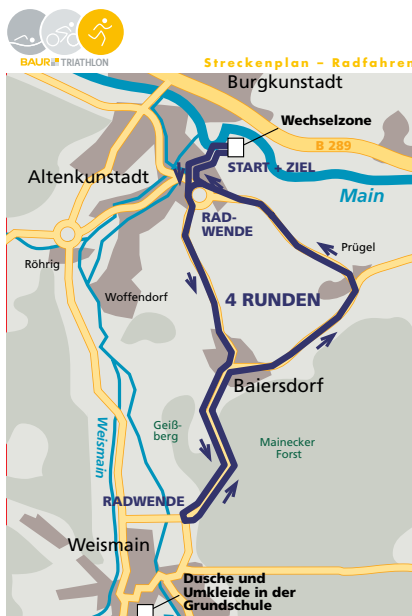 BAUR TRIATHLON
Streckenplan – Radfahren
Burgkunstadt
Wechselzone
B 289
START + ZIEL
Altenkunstadt
Main
RAD-
WENDE
Prügel
Röhrig
Woffendorf
4 RUNDEN
Baiersdorf
Geiß-
berg
Weismain
Mainecker
Forst
RADWENDE
Weismain
Dusche und
Umkleide in der
Grundschule